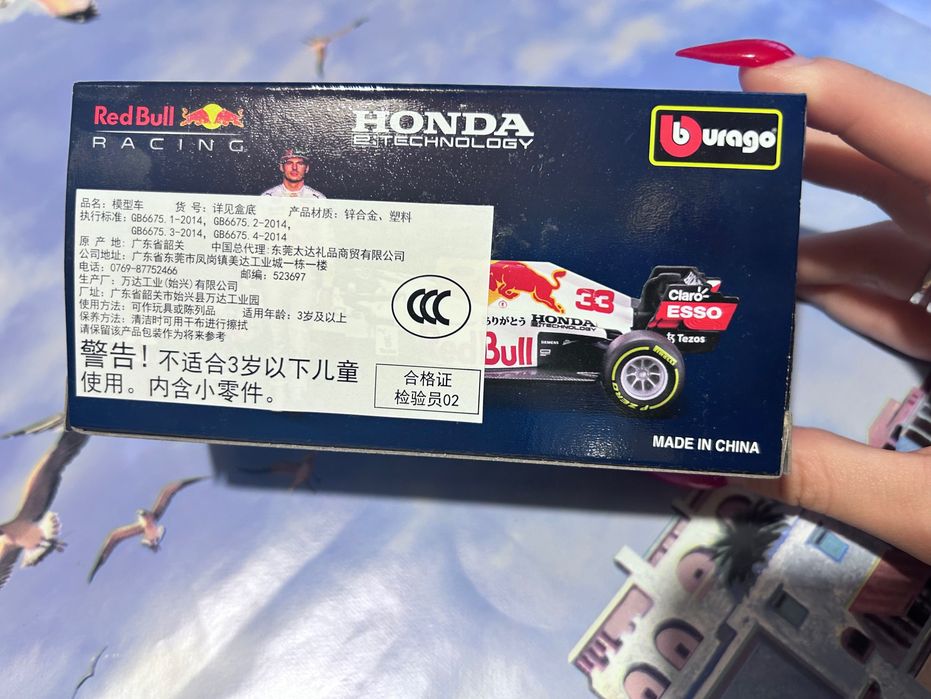 Red Bull
RACING
HONDA
E:TECHNOLOGY
burago
品名：模型车 货 号：详见盒底 产品材质：锌合金、塑料
执行标准：GB6675.1-2014，GB6675.2-2014，
GB6675.3-2014，GB6675.4-2014
原 产 地：广东省韶关 中国总代理：东莞太达礼品商贸有限公司
公司地址：广东省东莞市凤岗镇美达工业城一栋一楼
电话：0769-87752466 邮编：523697
生产厂：万达工业(始兴)有限公司
厂址：广东省韶关市始兴县万达工业园
使用方法：可作玩具或陈列品 适用年龄：3岁及以上
保养方法：清洁时可用干布进行擦拭
请保留该产品包装作为将来参考
警告！不适合3岁以下儿童
使用。内含小零件。
CCC
合格证
检验员02
33
Claro
ESSO
Tezos
ありがとう HONDA
E:TECHNOLOGY
Bull
SIEMENS
PIRELLI
P ZERO
MADE IN CHINA